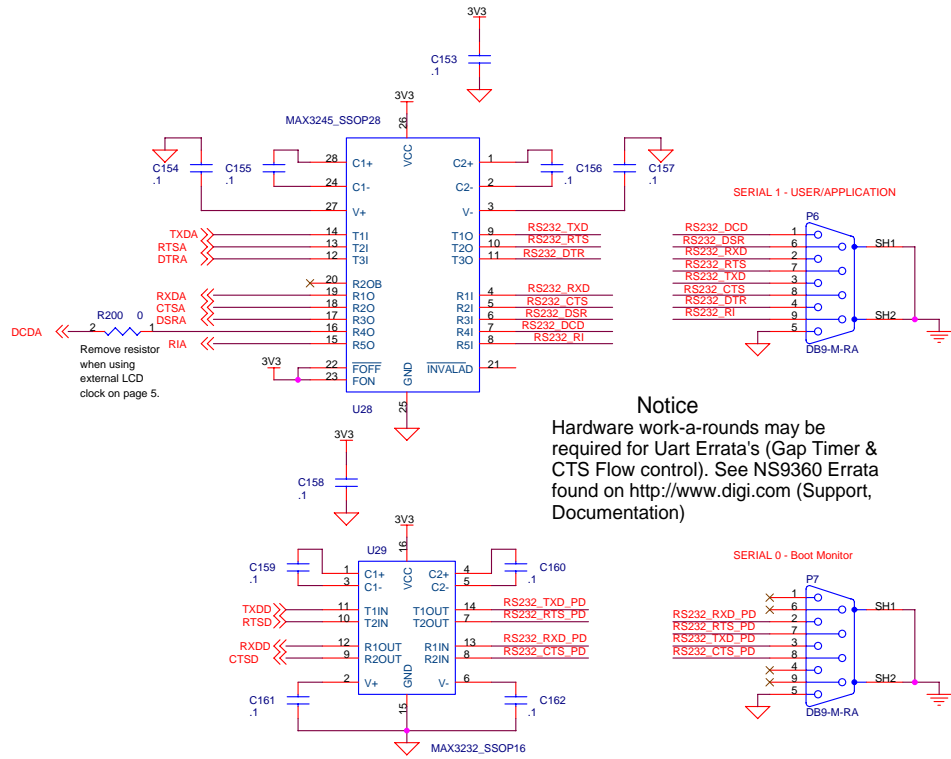 3V3
C153
.1
3V3
MAX3245_SSOP28
26
VCC
C154
.1
C155
.1
28 C1+
24 C1-
27 V+
C2+ 1
C2- 2
V- 3
C156
.1
C157
.1
TXDA 14 T1I
RTSA 13 T2I
DTRA 12 T3I
T1O 9 RS232_TXD
T2O 10 RS232_RTS
T3O 11 RS232_DTR
20 R2OB
RXDA 19 R1O
CTSA 18 R2O
DSRA 17 R3O
DCDA 2 R200 0 1 16 R4O
RIA 15 R5O
R1I 4 RS232_RXD
R2I 5 RS232_CTS
R3I 6 RS232_DSR
R4I 7 RS232_DCD
R5I 8 RS232_RI
Remove resistor
when using
external LCD
clock on page 5.
3V3
22 FOFF
23 FON
INVALAD 21
GND
25
U28
SERIAL 1 - USER/APPLICATION
P6
RS232_DCD 1
RS232_DSR 6
RS232_RXD 2
RS232_RTS 7
RS232_TXD 3
RS232_CTS 8
RS232_DTR 4
RS232_RI 9
5
SH1
SH2
DB9-M-RA
Notice
Hardware work-a-rounds may be
required for Uart Errata's (Gap Timer &
CTS Flow control). See NS9360 Errata
found on http://www.digi.com (Support,
Documentation)
3V3
C158
.1
3V3
U29
16
VCC
C159
.1
1 C1+
3 C1-
C2+ 4
C2- 5
C160
.1
TXDD 11 T1IN
RTSD 10 T2IN
T1OUT 14 RS232_TXD_PD
T2OUT 7 RS232_RTS_PD
RXDD 12 R1OUT
CTSD 9 R2OUT
R1IN 13 RS232_RXD_PD
R2IN 8 RS232_CTS_PD
2 V+
V- 6
GND
15
C161
.1
C162
.1
MAX3232_SSOP16
SERIAL 0 - Boot Monitor
P7
1
6
RS232_RXD_PD 2
RS232_RTS_PD 7
RS232_TXD_PD 3
RS232_CTS_PD 8
4
9
5
SH1
SH2
DB9-M-RA